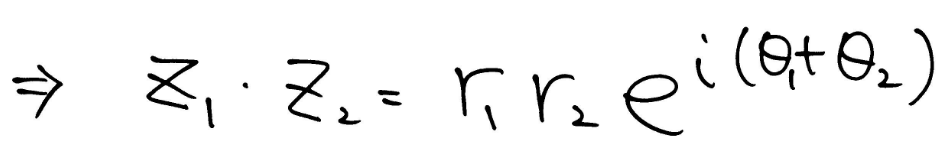 ⇒ z₁ · z₂ = r₁ r₂ e^{i(θ₁+θ₂)}